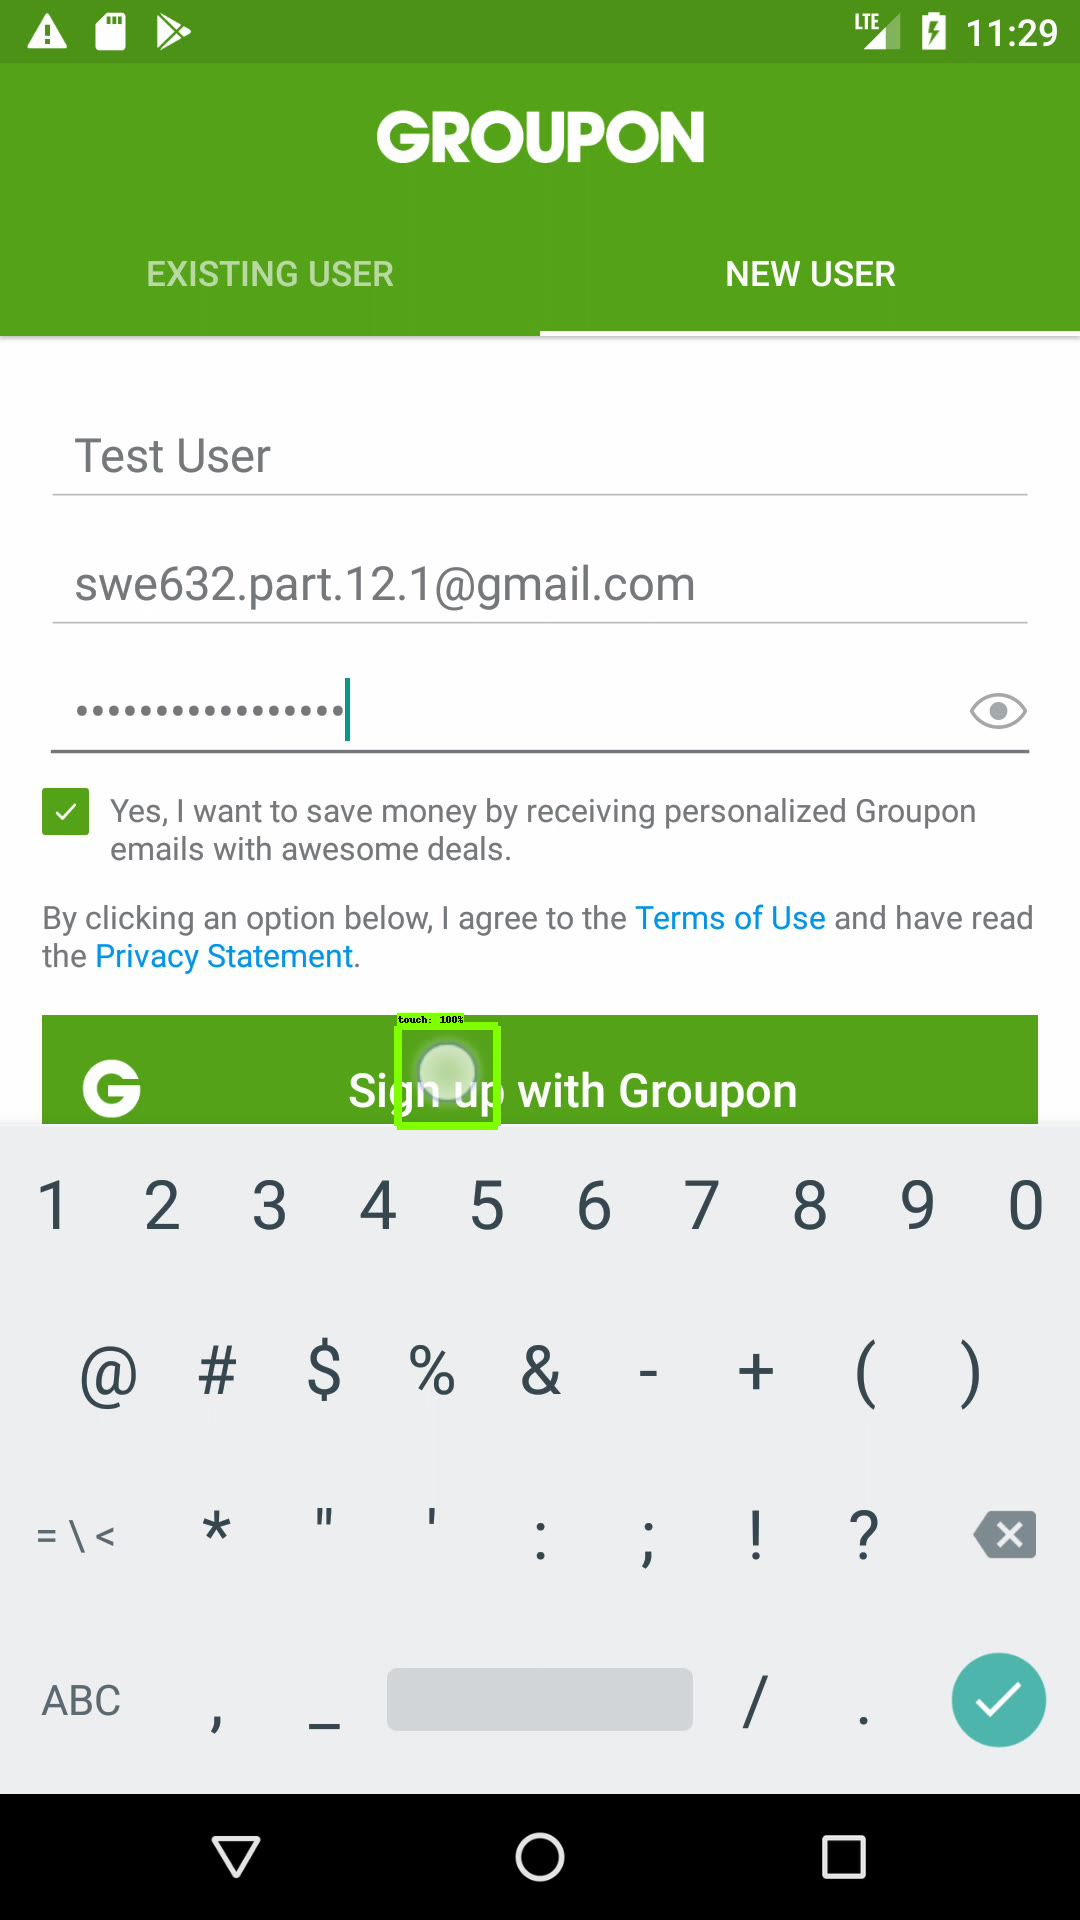 LTE 11:29
GROUPON
EXISTING USER NEW USER
Test User
swe632.part.12.1@gmail.com
•••••••••••••••••
Yes, I want to save money by receiving personalized Groupon
emails with awesome deals.
By clicking an option below, I agree to the Terms of Use and have read
the Privacy Statement.
touch: 100%
G Sign up with Groupon
1 2 3 4 5 6 7 8 9 0
@ # $ % & - + ( )
= \ < * " ' : ; ! ?
ABC , _ / .